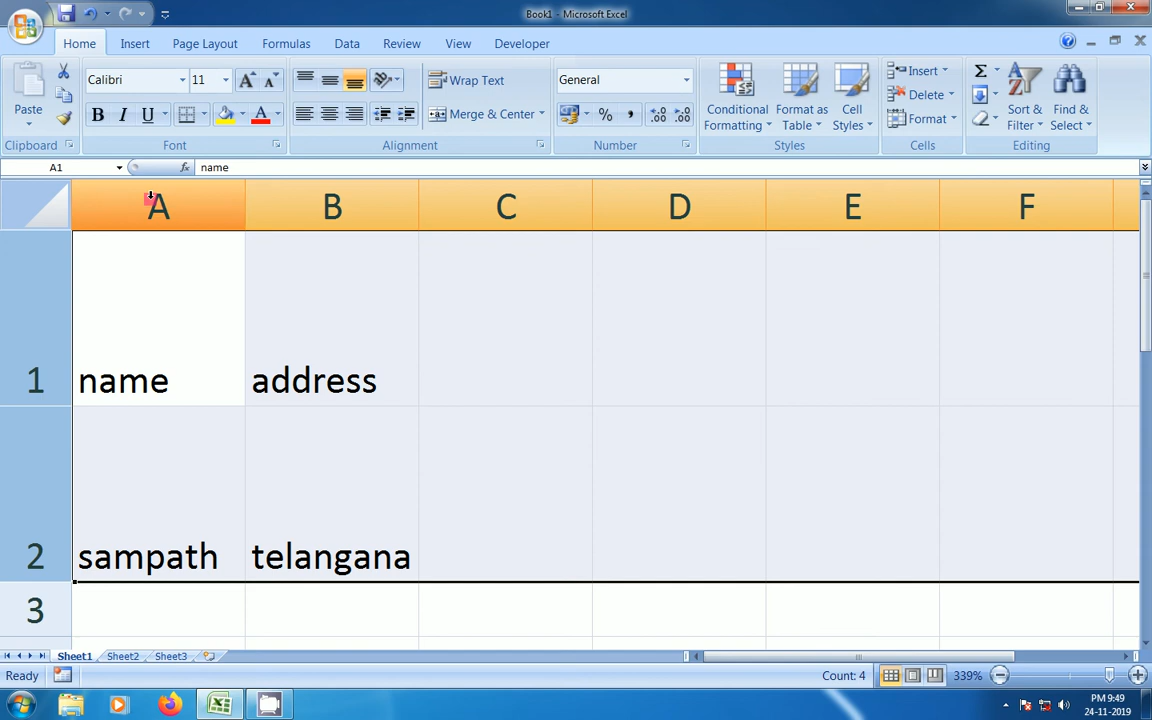 Book1 - Microsoft Excel
Home Insert Page Layout Formulas Data Review View Developer
Paste
Calibri 11
Wrap Text
General
Conditional Formatting
Format as Table
Cell Styles
Insert
Delete
Format
Sort & Filter
Find & Select
B I U
Merge & Center
% ,
Clipboard Font Alignment Number Styles Cells Editing
A1 fx name
A B C D E F
1 name address
2 sampath telangana
3
Sheet1 Sheet2 Sheet3
Ready Count: 4 339%
PM 9:49
24-11-2019